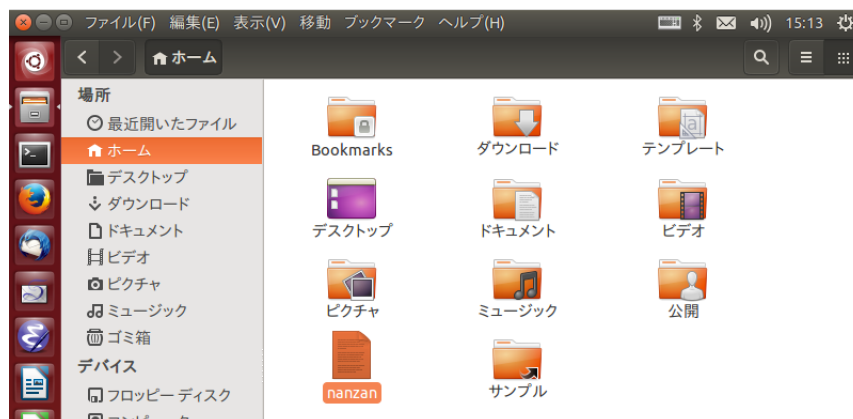 ファイル(F) 編集(E) 表示(V) 移動 ブックマーク ヘルプ(H) 15:13
ホーム
場所
最近開いたファイル
ホーム
デスクトップ
ダウンロード
ドキュメント
ビデオ
ピクチャ
ミュージック
ゴミ箱
デバイス
フロッピーディスク
Bookmarks ダウンロード テンプレート
デスクトップ ドキュメント ビデオ
ピクチャ ミュージック 公開
nanzan サンプル